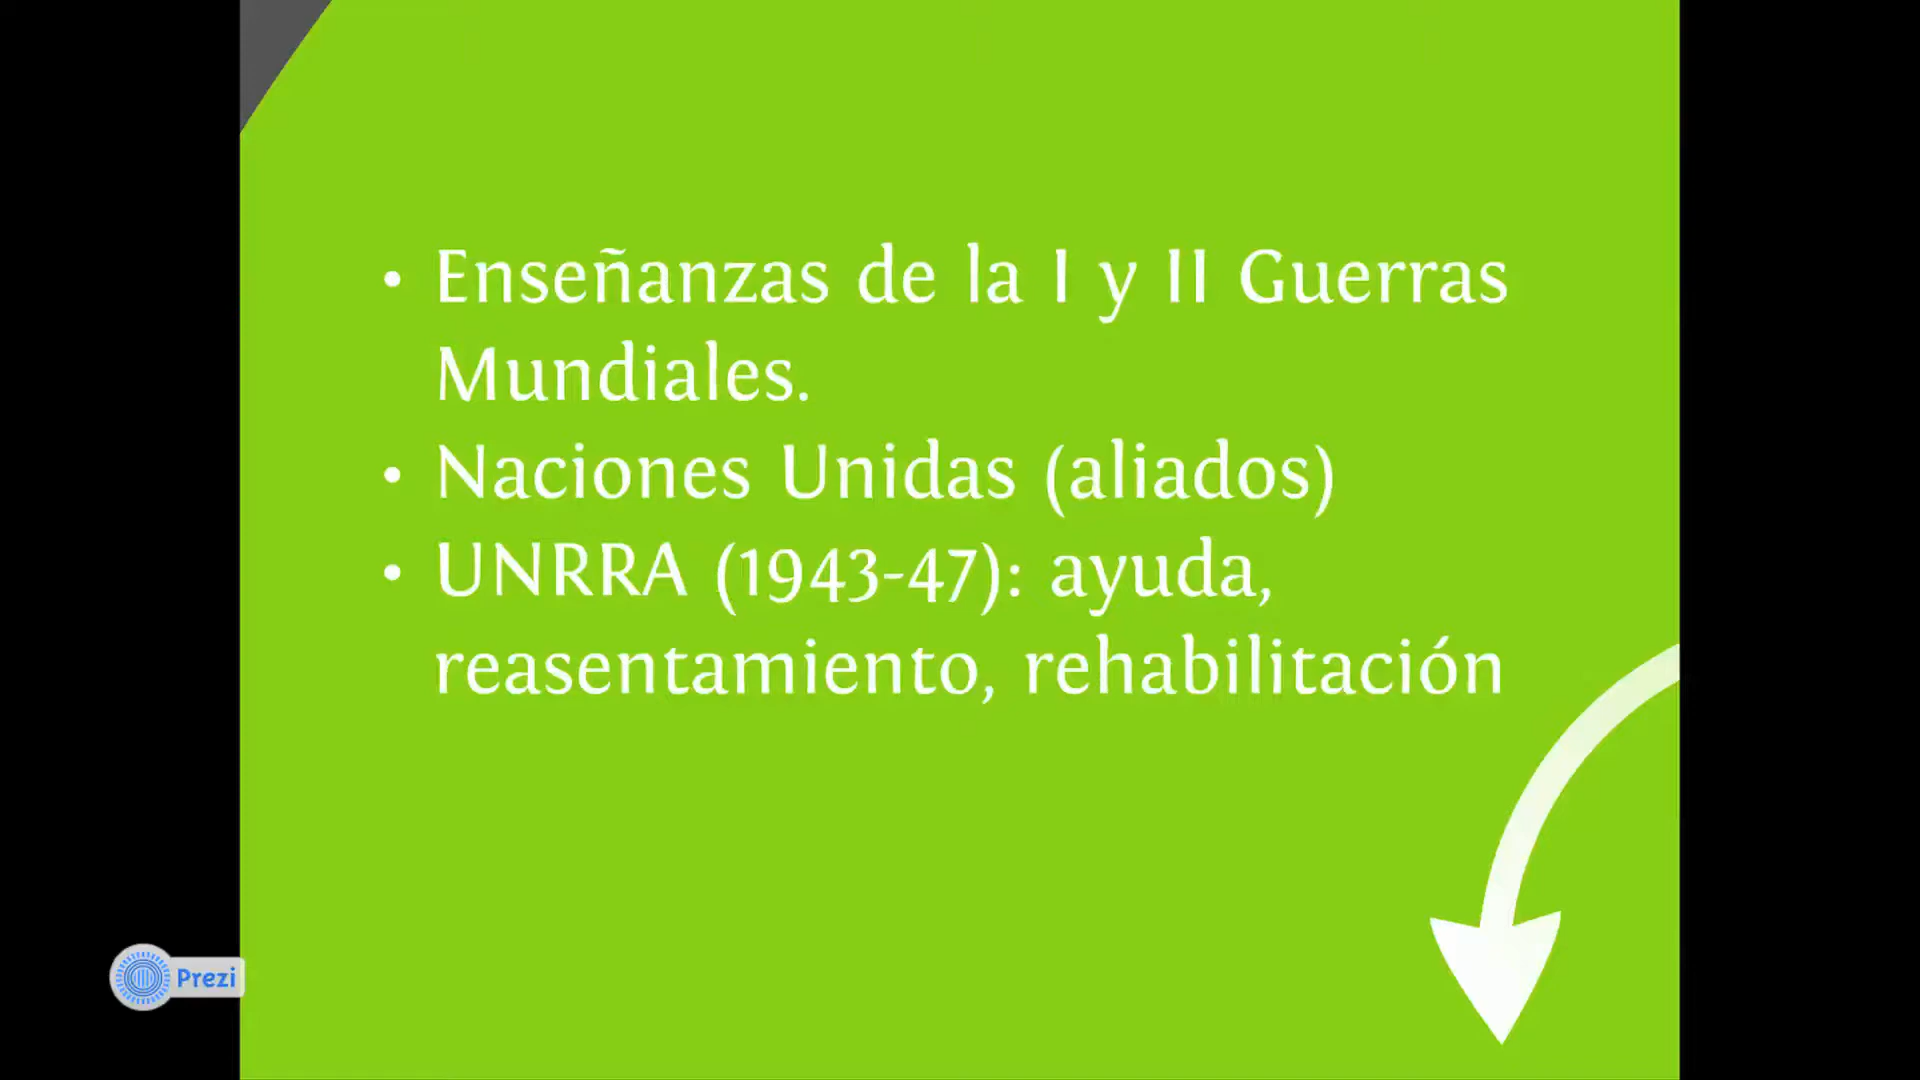 • Enseñanzas de la I y II Guerras
Mundiales.
• Naciones Unidas (aliados)
• UNRRA (1943-47): ayuda,
reasentamiento, rehabilitación
Prezi